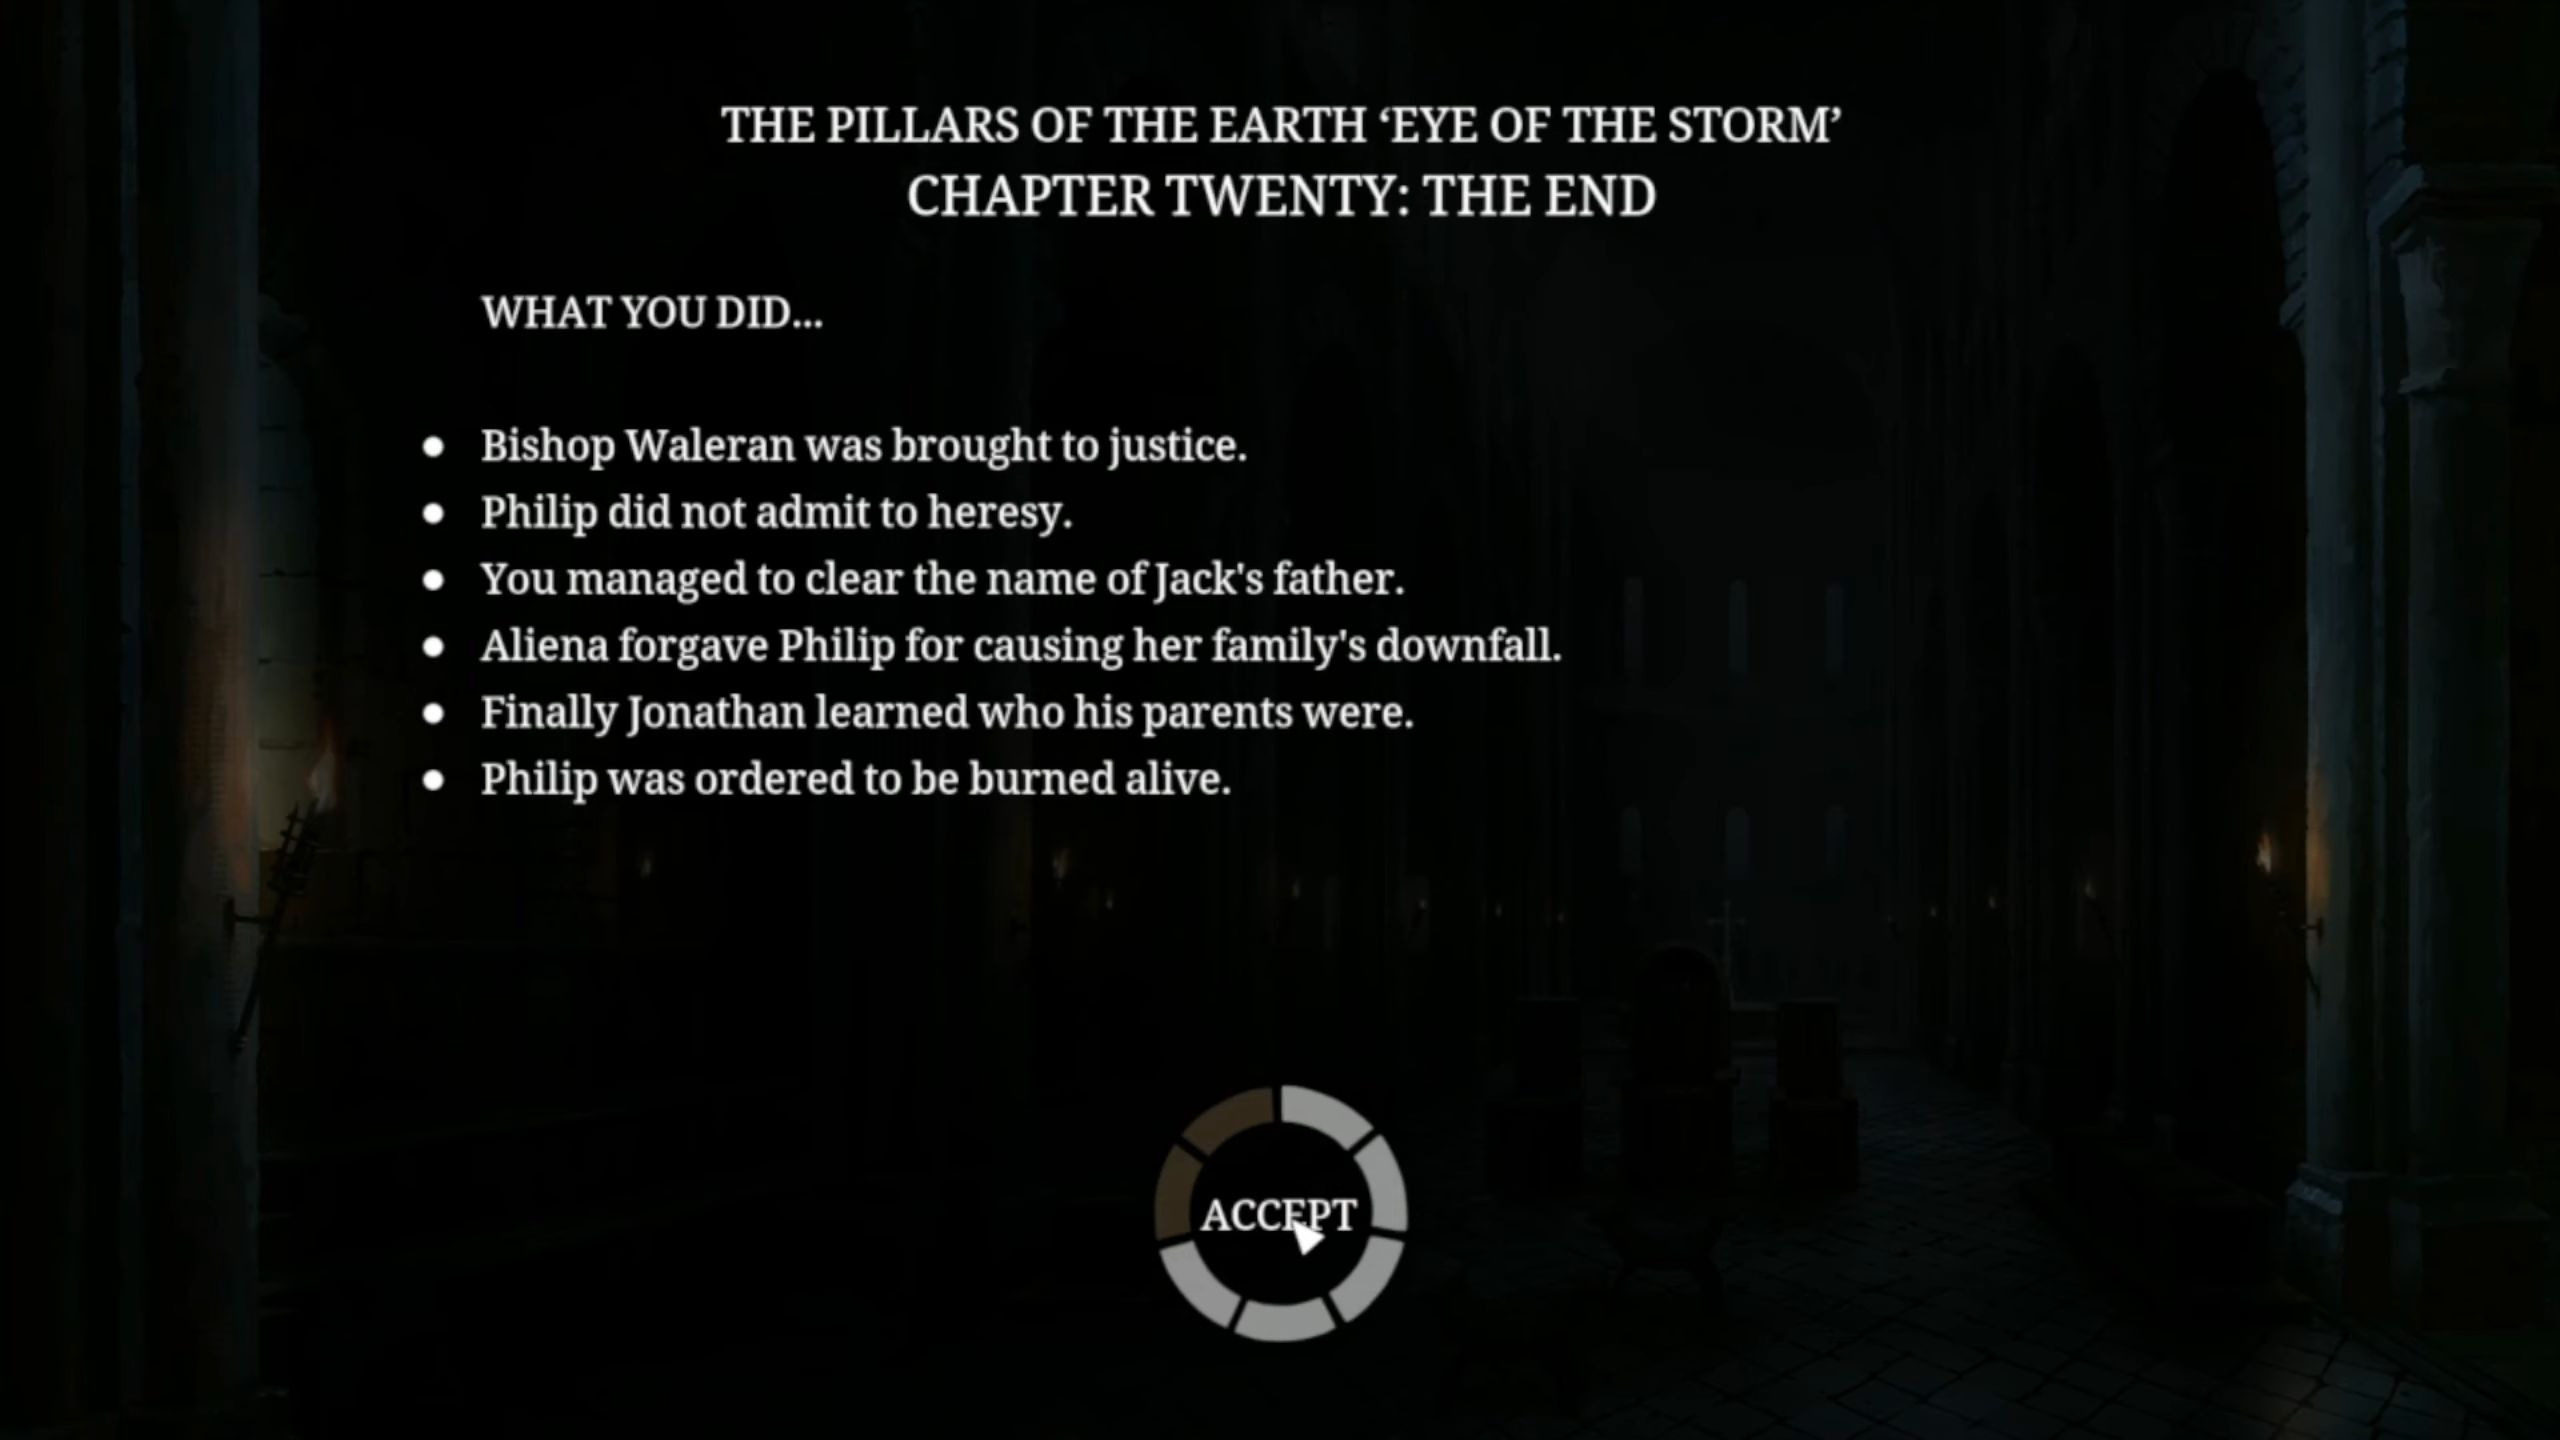 THE PILLARS OF THE EARTH ‘EYE OF THE STORM’
CHAPTER TWENTY: THE END
WHAT YOU DID...
● Bishop Waleran was brought to justice.
● Philip did not admit to heresy.
● You managed to clear the name of Jack's father.
● Aliena forgave Philip for causing her family's downfall.
● Finally Jonathan learned who his parents were.
● Philip was ordered to be burned alive.
ACCEPT